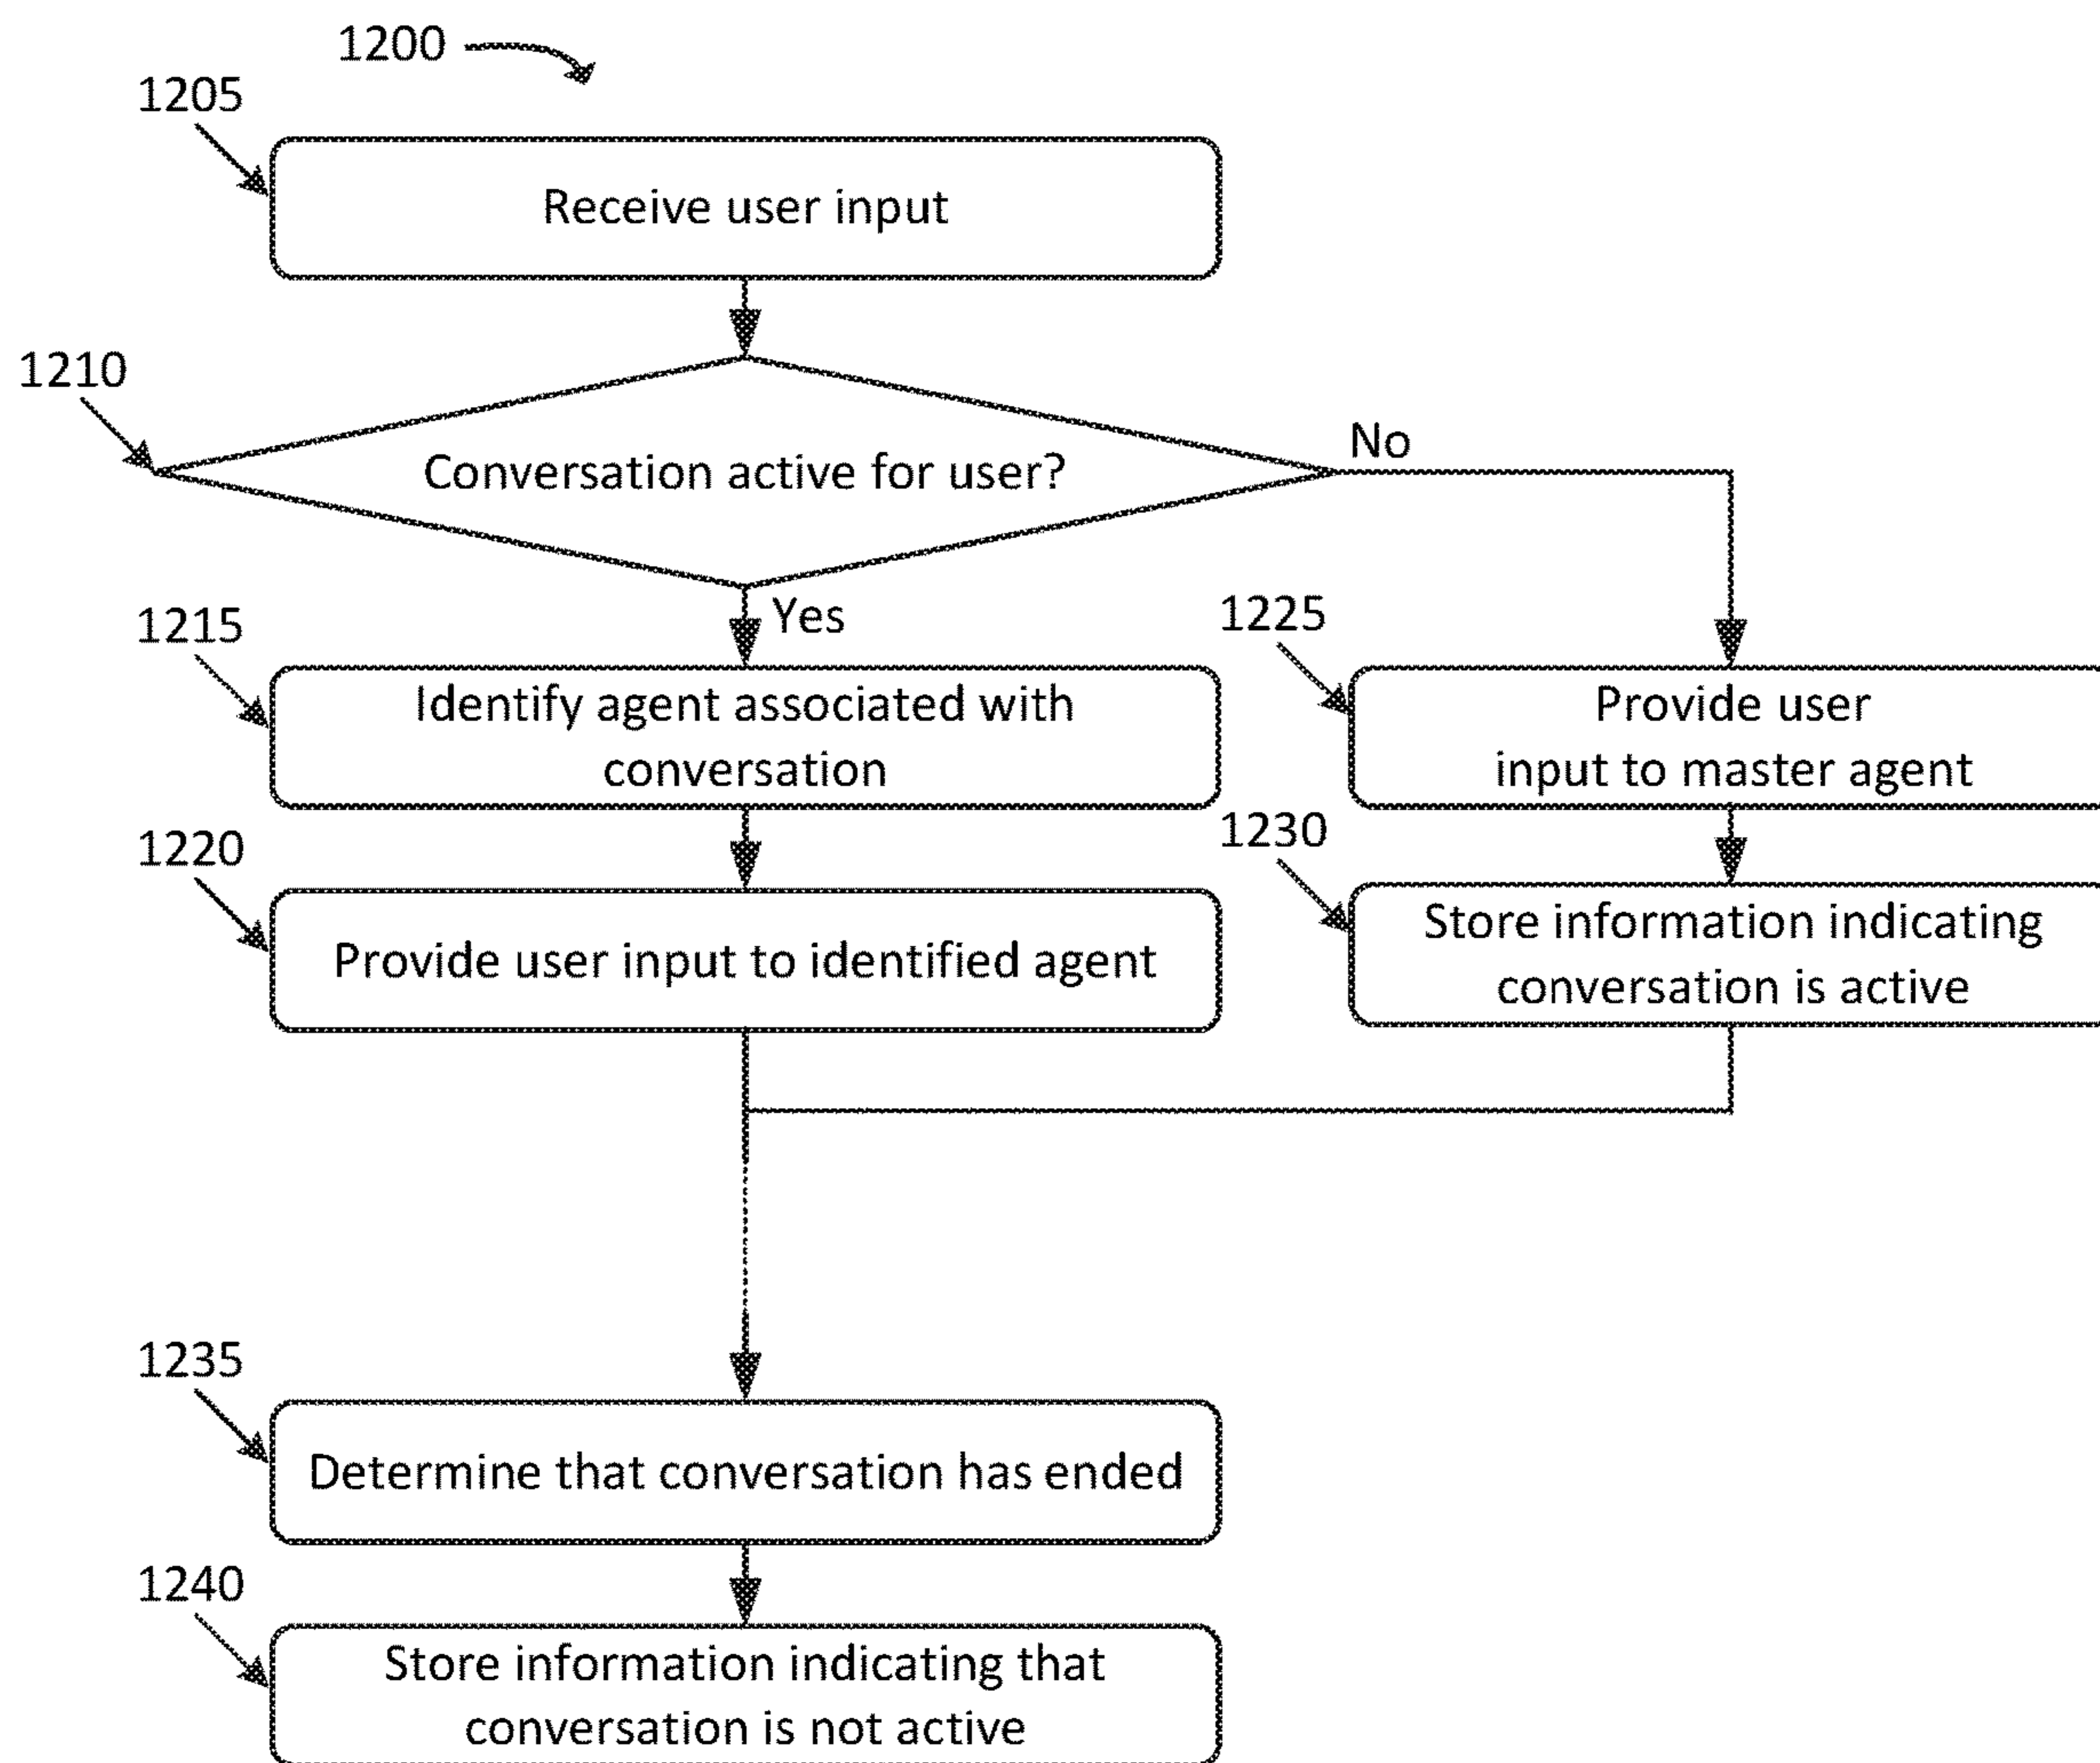 1200
1205
Receive user input
1210
Conversation active for user?
No
Yes
1215
Identify agent associated with
conversation
1225
Provide user
input to master agent
1220
Provide user input to identified agent
1230
Store information indicating
conversation is active
1235
Determine that conversation has ended
1240
Store information indicating that
conversation is not active